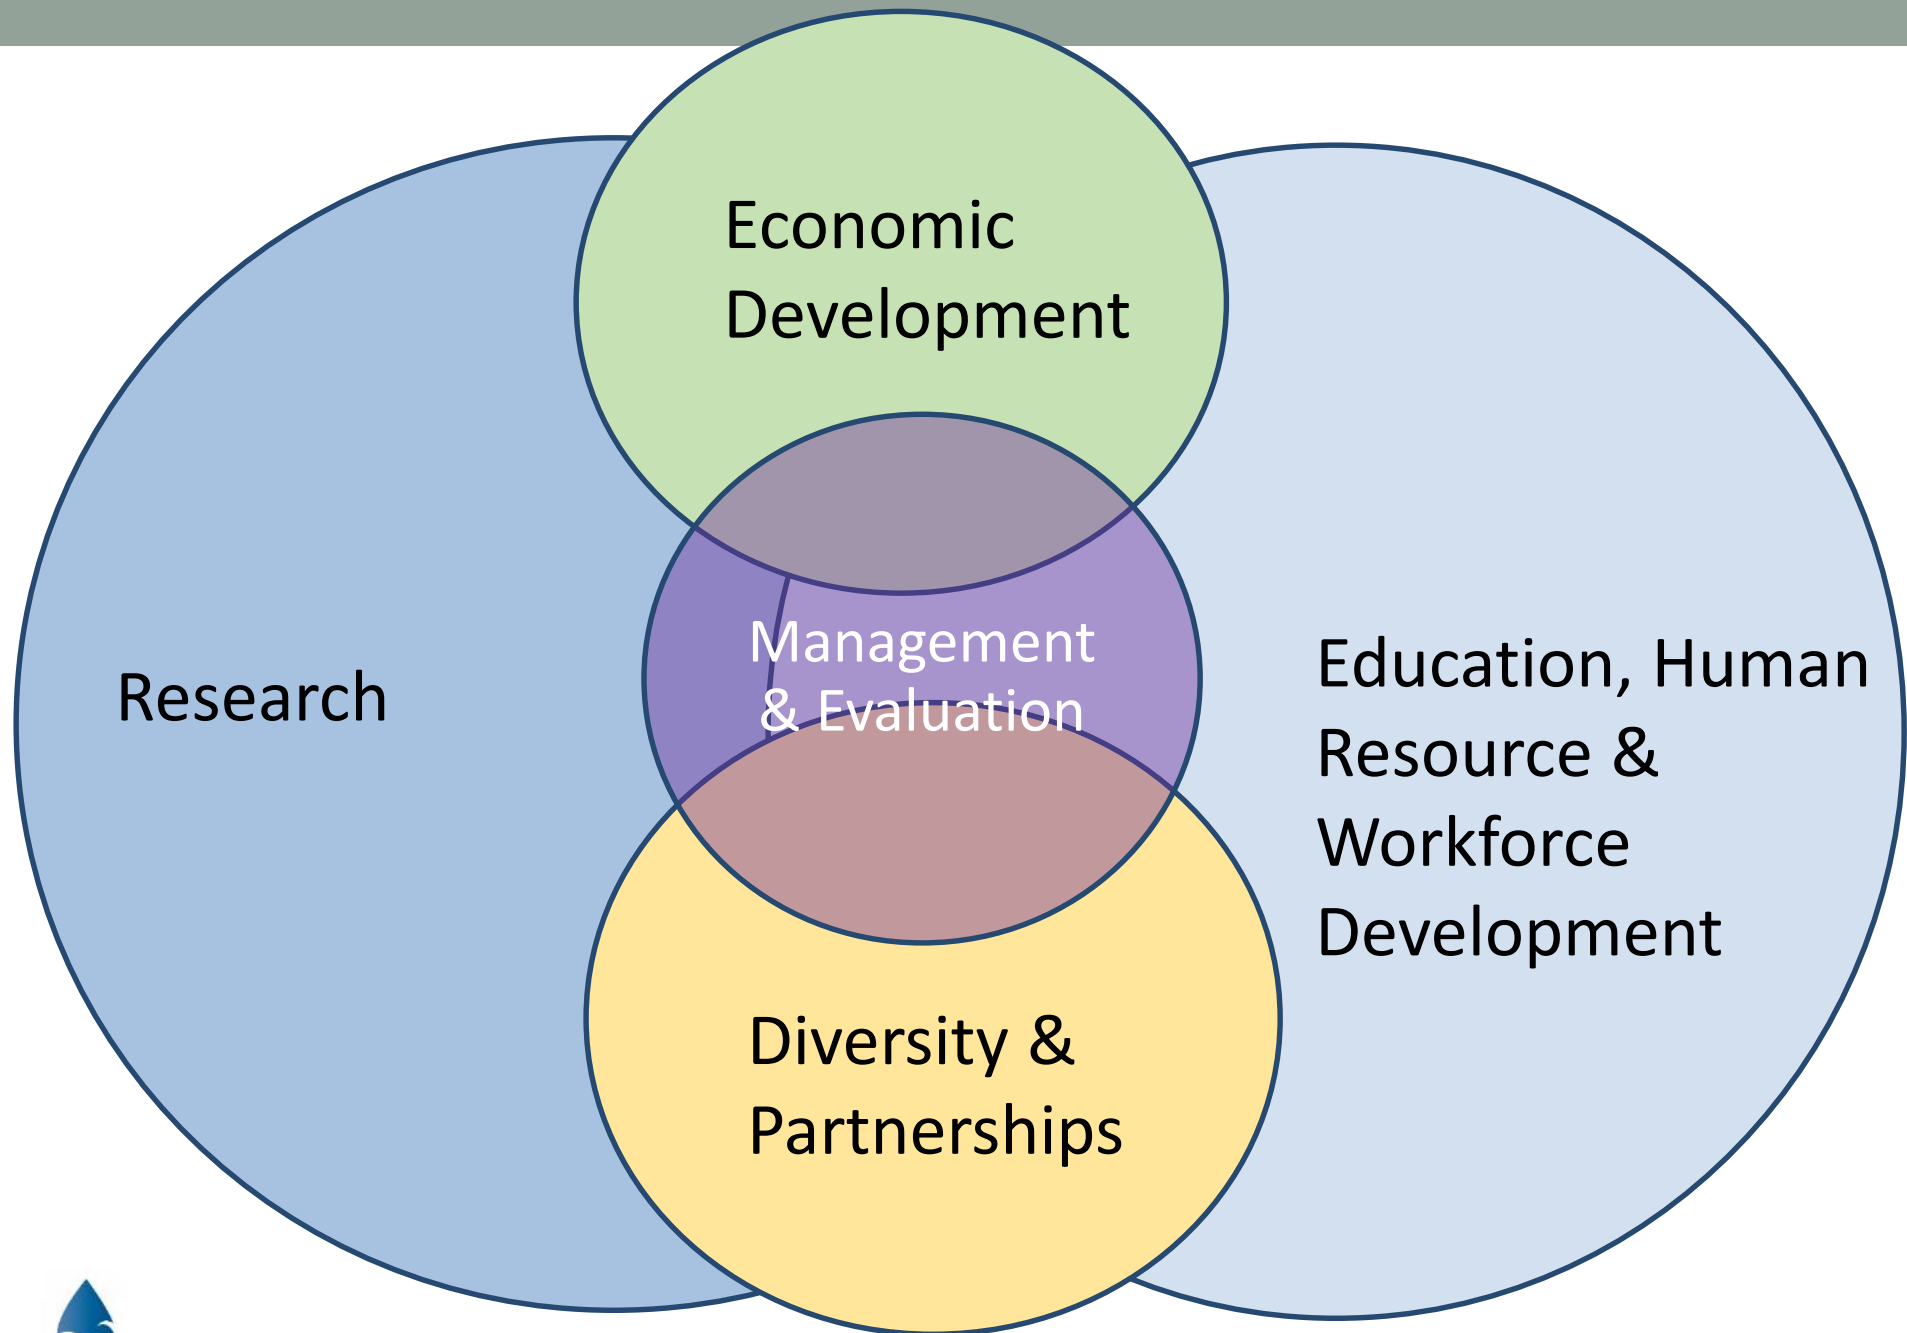 Economic
Development
Research
Management
& Evaluation
Education, Human
Resource &
Workforce
Development
Diversity &
Partnerships